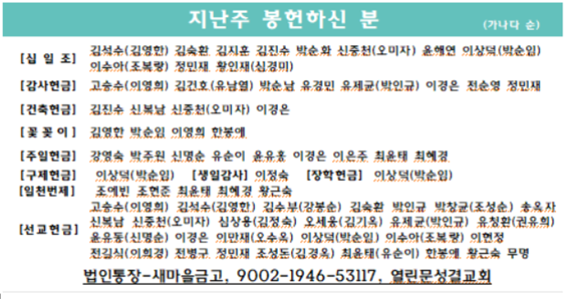 지난주 봉헌하신 분
(가나다 순)
[십 일 조] 김석수(김영환) 김숙환 김지훈 김진수 박순화 신중천(오미자) 윤해연 이상덕(박순임)
이수아(조복량) 정민재 황인재(심경미)
[감사헌금] 고승수(이영희) 김건호(유남열) 박순남 유경민 유제균(박인규) 이경은 전순영 정민재
[건축헌금] 김진수 신복남 신중천(오미자) 이경은
[꽃 꽂 이] 김영환 박순임 이영희 한봉애
[주일헌금] 강영숙 박주원 신명순 유순이 윤유홍 이경은 이은주 최윤태 최혜경
[구제헌금] 이상덕(박순임) [생일감사] 이정숙 [장학헌금] 이상덕(박순임)
[일천번제] 조예빈 조현준 최윤태 최혜경 황근숙
고승수(이영희) 김석수(김영환) 김수부(강봉순) 김숙환 박인규 박창균(조성순) 송옥자
[선교헌금] 신복남 신중천(오미자) 심상용(김정숙) 오세웅(김기옥) 유제균(박인규) 유청환(권유희)
윤유동(신명순) 이경은 이만재(오수옥) 이상덕(박순임) 이수아(조복량) 이현정
전길식(이희경) 전병구 정민재 조성돈(김경옥) 최윤태(유순이) 한봉애 황근숙 무명
법인통장-새마을금고, 9002-1946-53117, 열린문성결교회